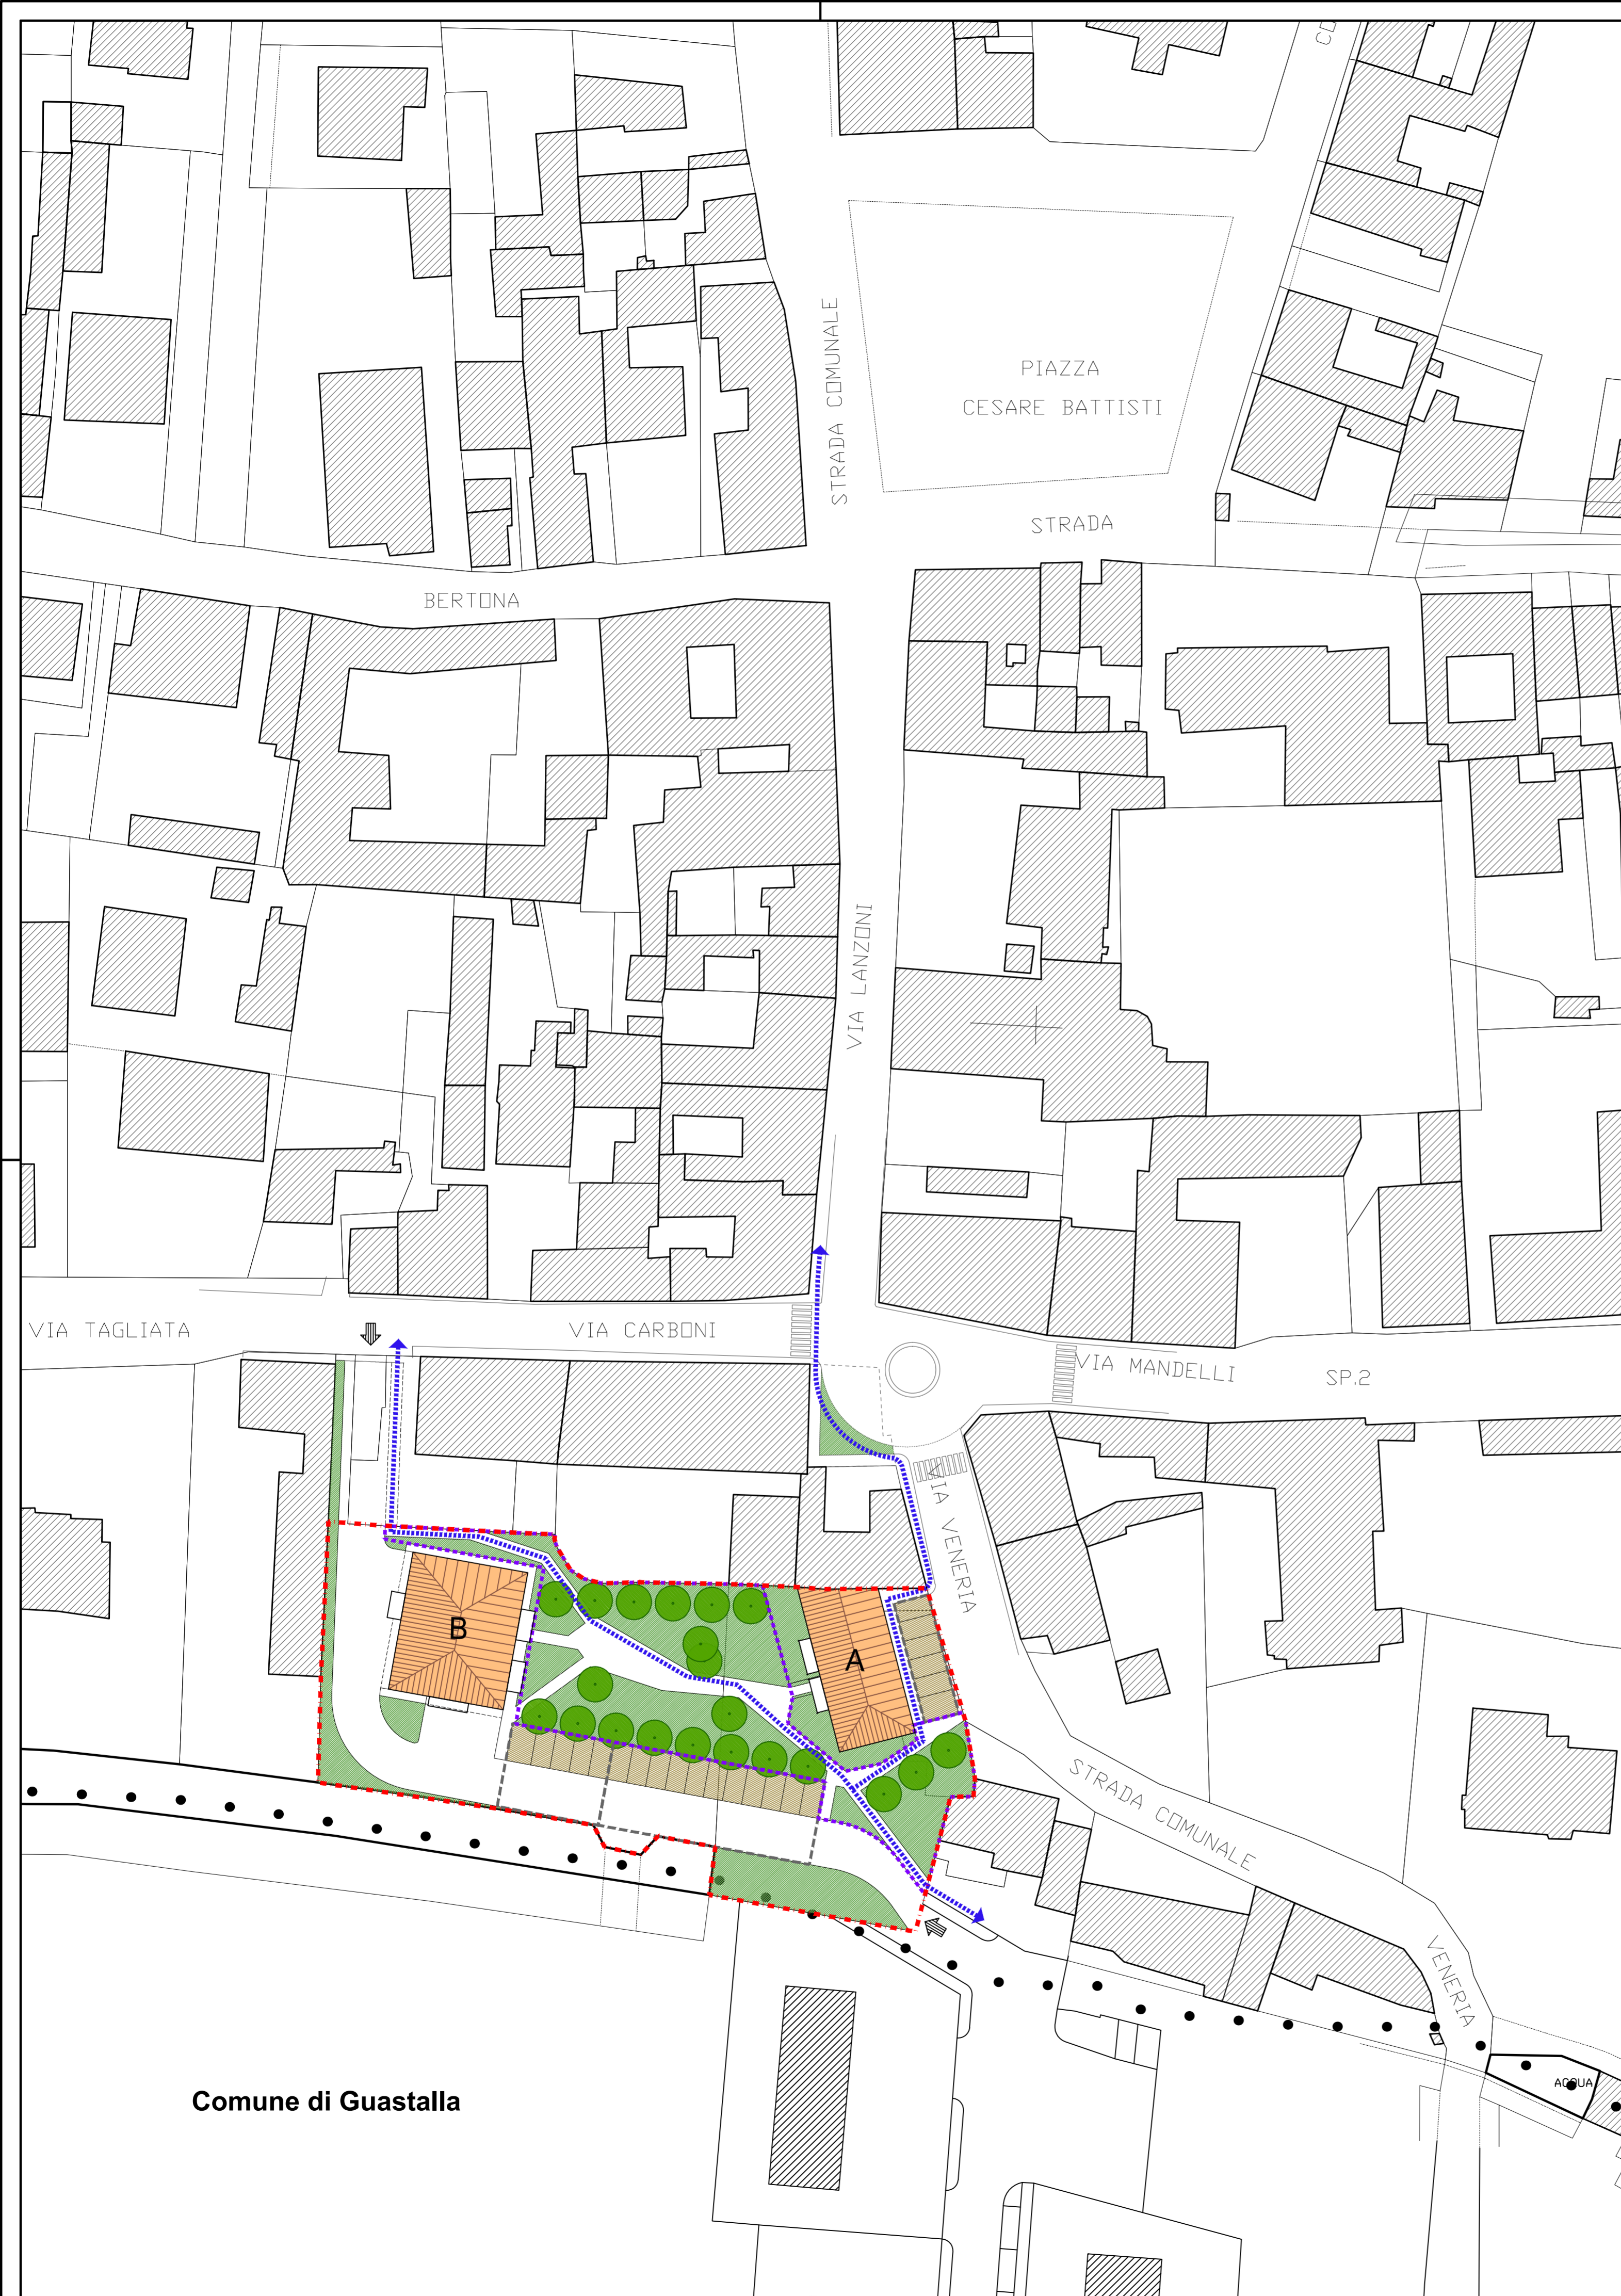 STRADA COMUNALE
PIAZZA
CESARE BATTISTI
STRADA
BERTONA
VIA LANZONI
VIA TAGLIATA
VIA CARBONI
VIA MANDELLI
SP.2
VIA VENERIA
B
A
STRADA COMUNALE
VENERIA
ACQUA
Comune di Guastalla